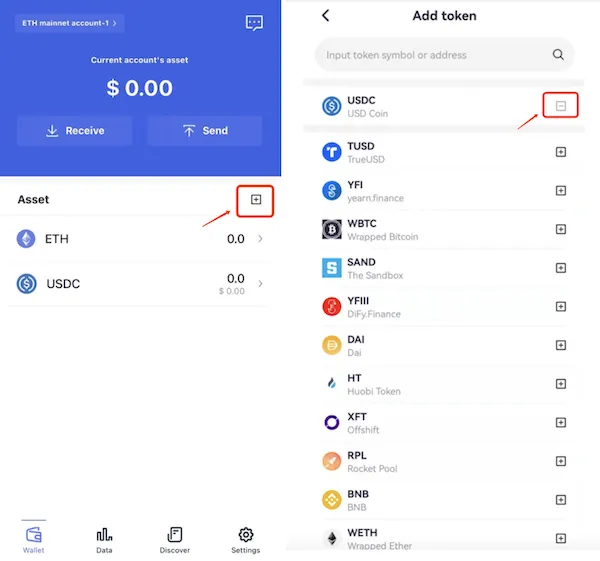 ETH mainnet account-1 >
Current account's asset
$ 0.00
Receive
Send
Asset
ETH
0.0
USDC
0.0
$ 0.00
Wallet
Data
Discover
Settings
Add token
Input token symbol or address
USDC
USD Coin
TUSD
TrueUSD
YFI
yearn.finance
WBTC
Wrapped Bitcoin
SAND
The Sandbox
YFIII
DiFy.Finance
DAI
Dai
HT
Huobi Token
XFT
Offshift
RPL
Rocket Pool
BNB
BNB
WETH
Wrapped Ether